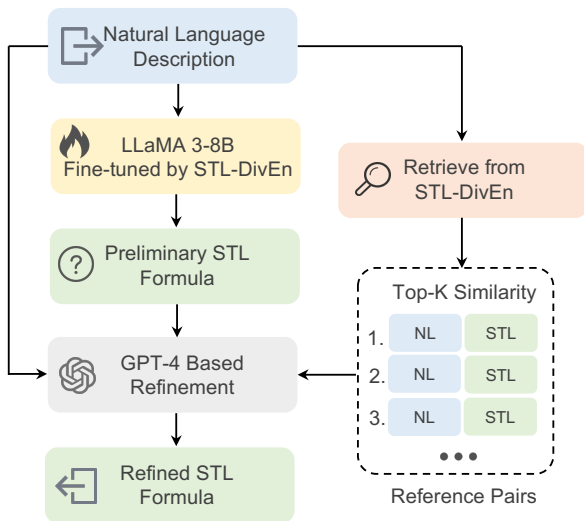 Natural Language
Description
LLaMA 3-8B
Fine-tuned by STL-DivEn
Retrieve from
STL-DivEn
?
Preliminary STL
Formula
Top-K Similarity
1. NL STL
2. NL STL
3. NL STL
GPT-4 Based
Refinement
Refined STL
Formula
Reference Pairs